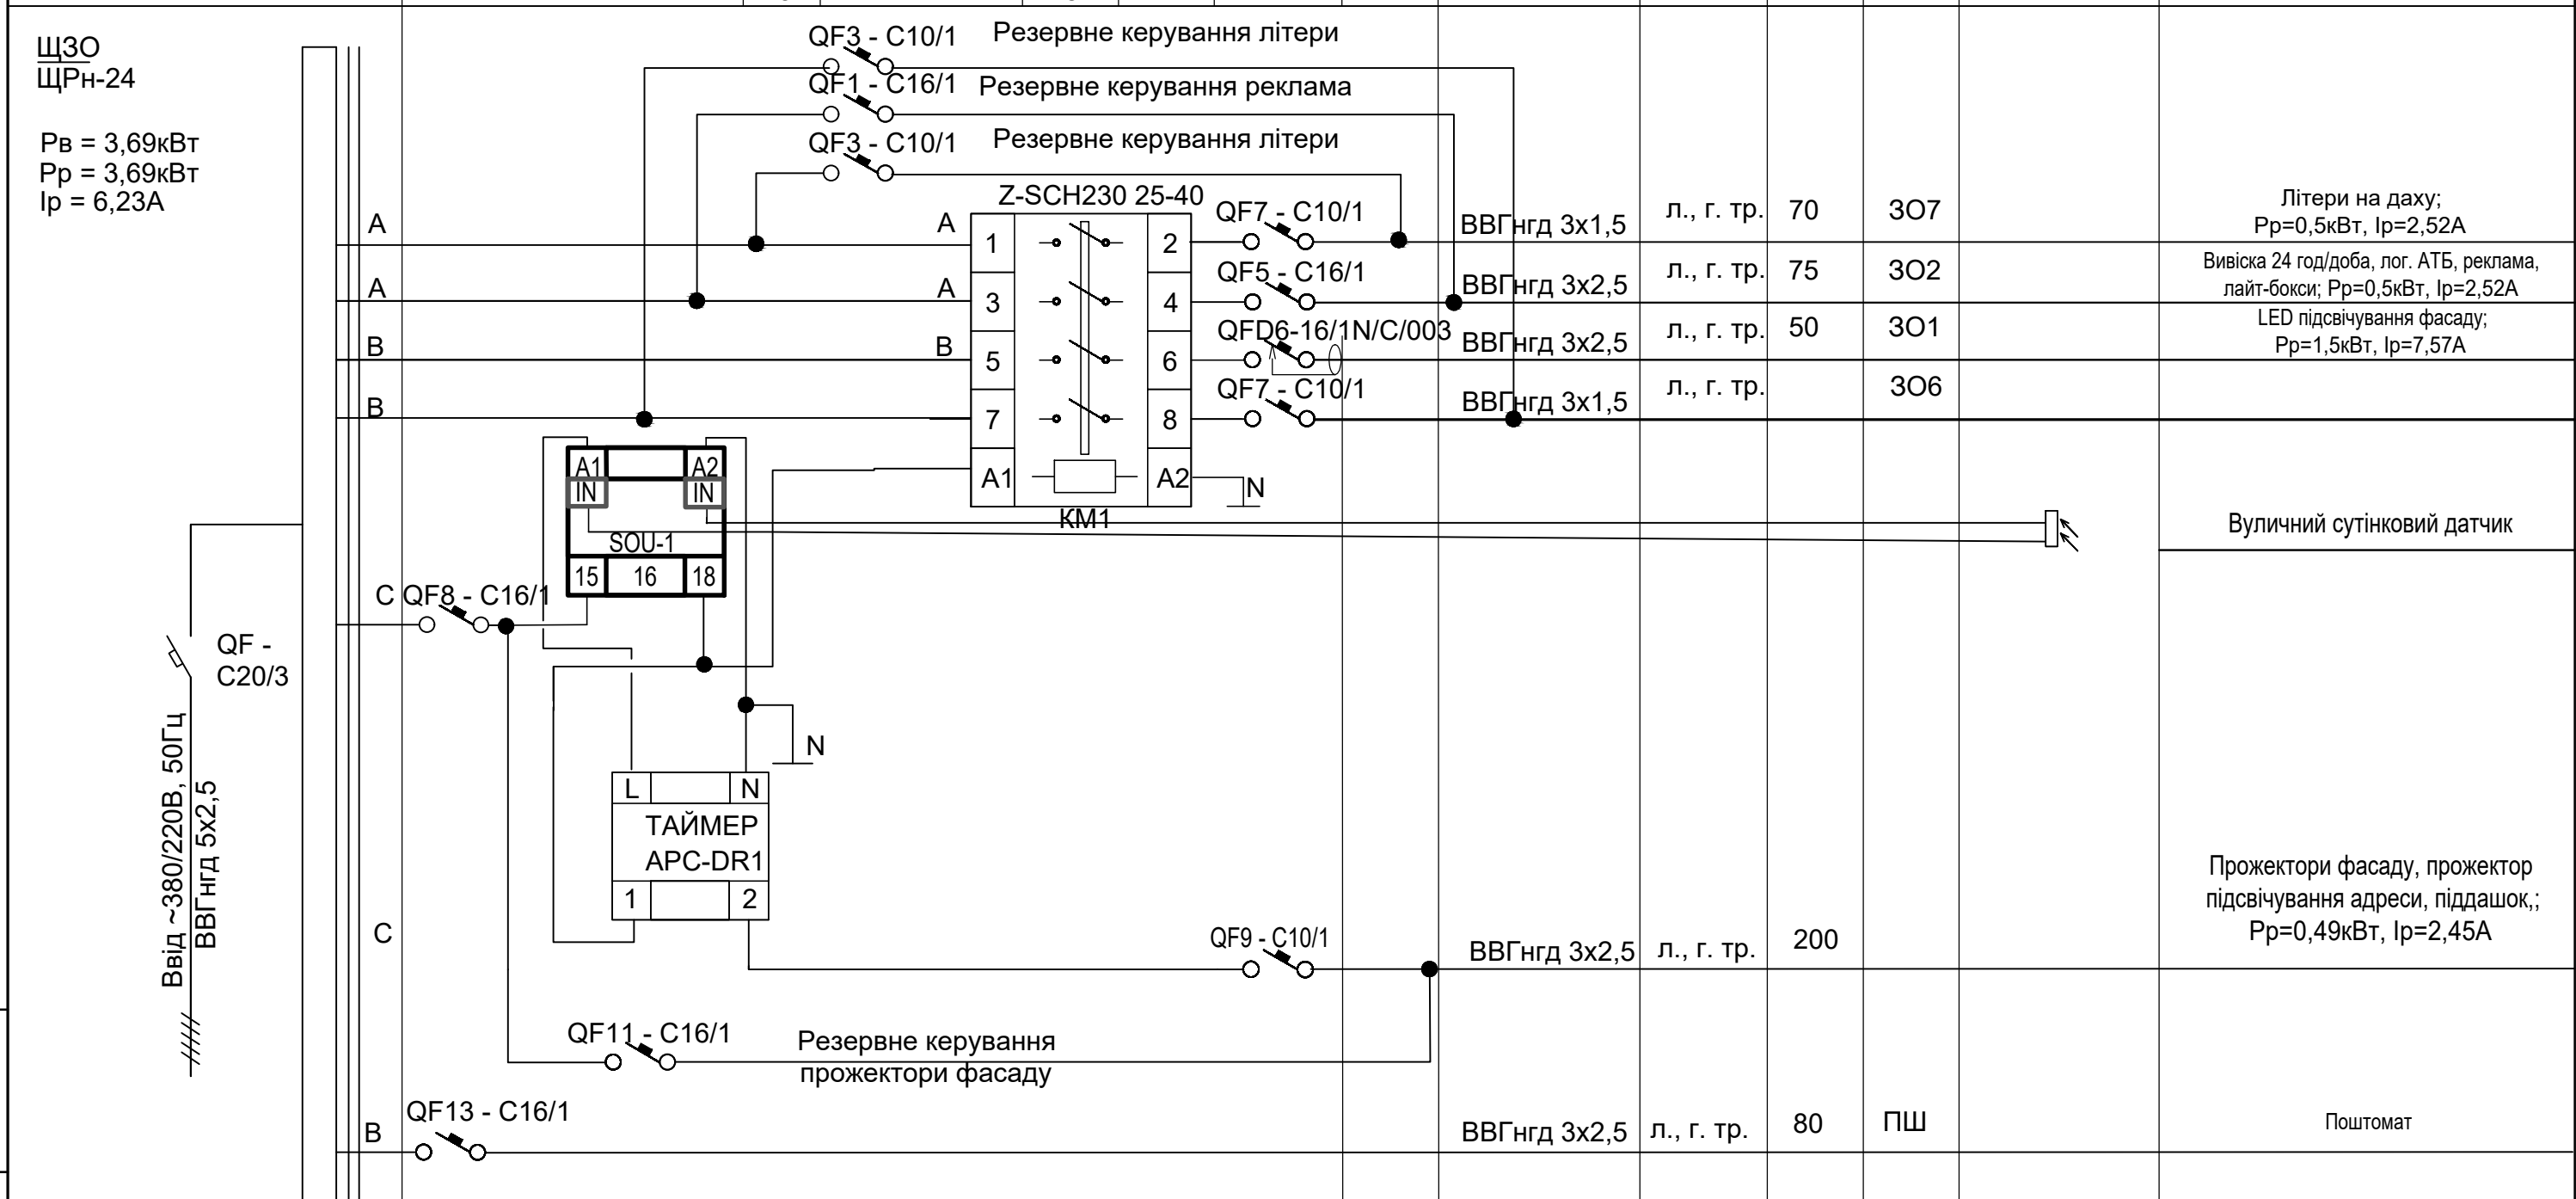 ЩЗО
ЩРн-24
Рв = 3,69кВт
Рр = 3,69кВт
Ір = 6,23А
QF3 - C10/1 Резервне керування літери
QF1 - C16/1 Резервне керування реклама
QF3 - C10/1 Резервне керування літери
Z-SCH230 25-40
A A 1 2 QF7 - C10/1 ВВГнгд 3х1,5 л., г. тр. 70 ЗО7
Літери на даху;
Рр=0,5кВт, Ір=2,52А
A A 3 4 QF5 - C16/1 ВВГнгд 3х2,5 л., г. тр. 75 ЗО2
Вивіска 24 год/доба, лог. АТБ, реклама,
лайт-бокси; Рр=0,5кВт, Ір=2,52А
B B 5 6 QFD6-16/1N/C/003 ВВГнгд 3х2,5 л., г. тр. 50 ЗО1
LED підсвічування фасаду;
Рр=1,5кВт, Ір=7,57А
B 7 8 QF7 - C10/1 ВВГнгд 3х1,5 л., г. тр. ЗО6
A1 A2 N
КМ1
A1 A2
IN IN
SOU-1
15 16 18
Вуличний сутінковий датчик
C QF8 - C16/1
QF -
C20/3
Ввід ~380/220В, 50Гц
ВВГнгд 5х2,5
N
L N
ТАЙМЕР
APC-DR1
1 2
C
QF9 - C10/1 ВВГнгд 3х2,5 л., г. тр. 200
Прожектори фасаду, прожектор
підсвічування адреси, піддашок,;
Рр=0,49кВт, Ір=2,45А
QF11 - C16/1 Резервне керування
прожектори фасаду
B QF13 - C16/1 ВВГнгд 3х2,5 л., г. тр. 80 ПШ Поштомат